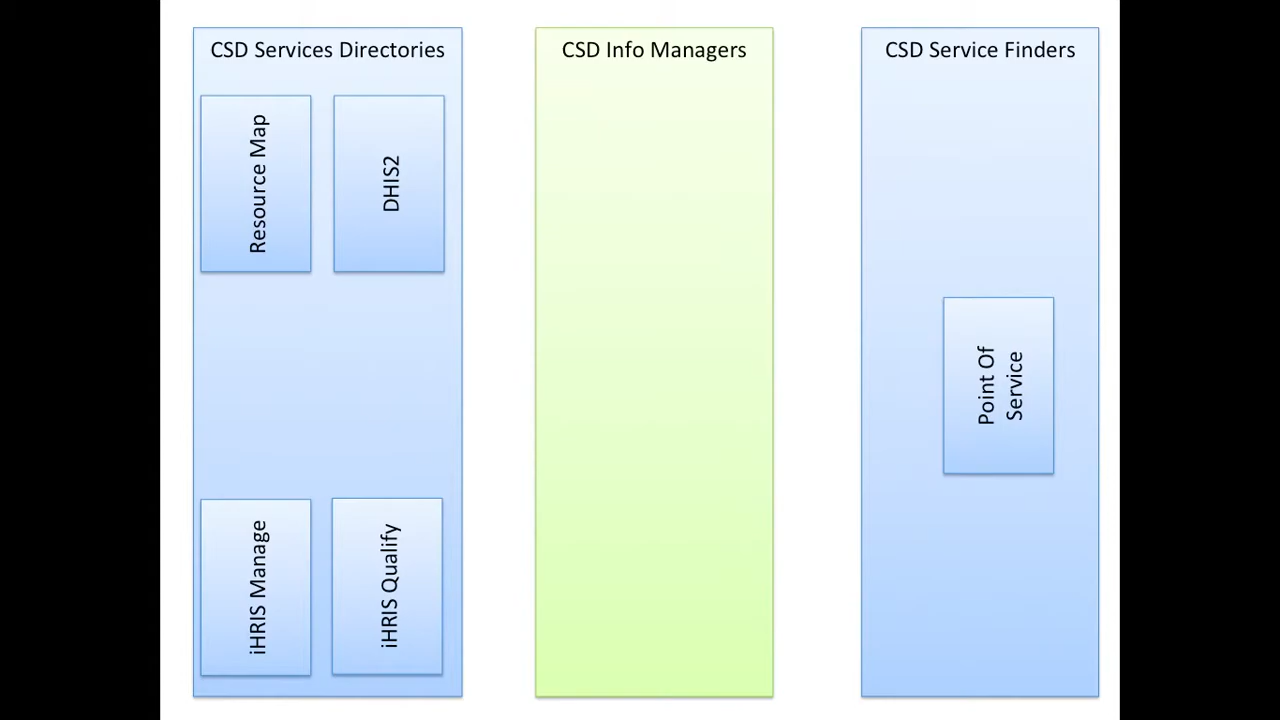 CSD Services Directories
Resource Map
DHIS2
iHRIS Manage
iHRIS Qualify
CSD Info Managers
CSD Service Finders
Point Of
Service